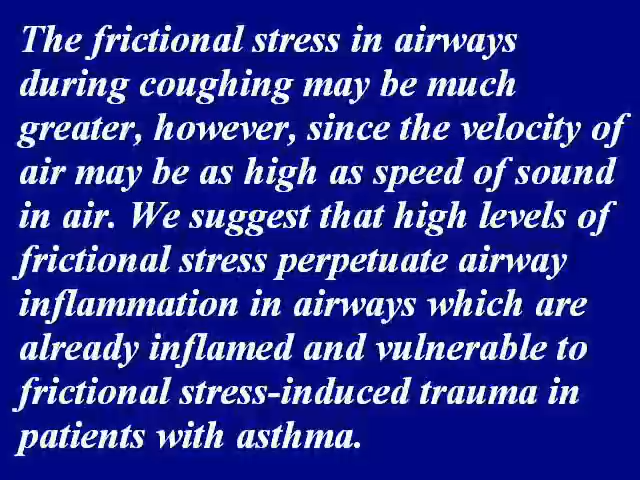 The frictional stress in airways
during coughing may be much
greater, however, since the velocity of
air may be as high as speed of sound
in air. We suggest that high levels of
frictional stress perpetuate airway
inflammation in airways which are
already inflamed and vulnerable to
frictional stress-induced trauma in
patients with asthma.